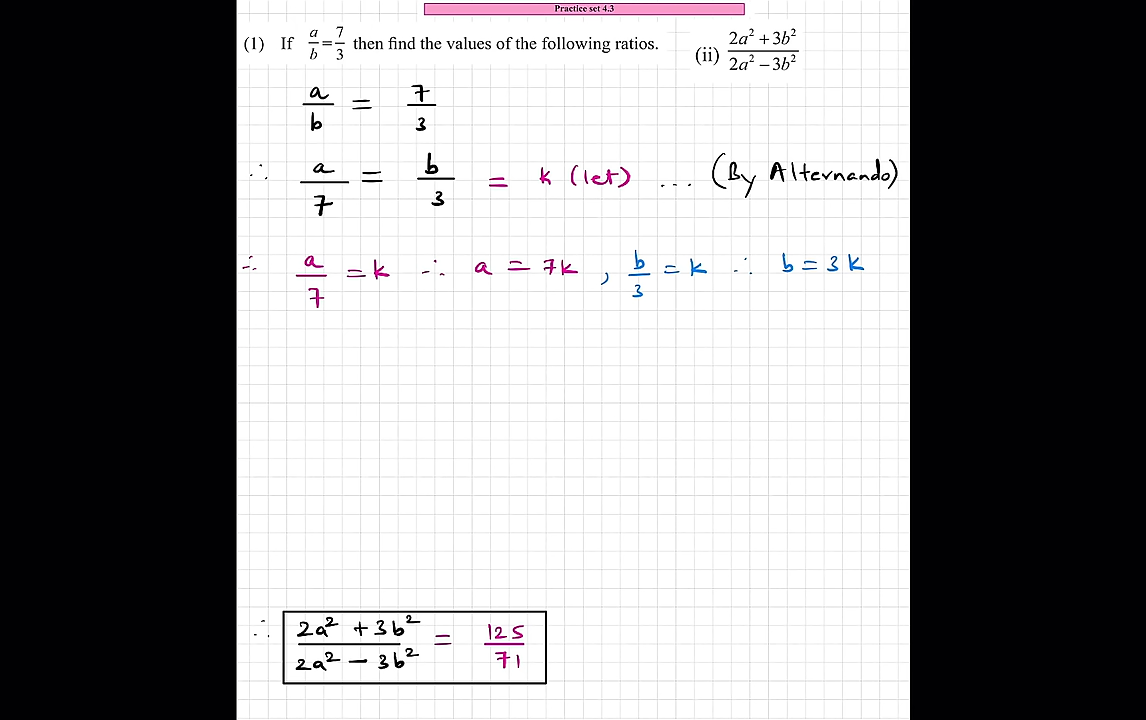 Practice set 4.3
(1) If a/b = 7/3 then find the values of the following ratios. (ii) (2a² + 3b²)/(2a² − 3b²)
a/b = 7/3
∴ a/7 = b/3 = k (let) ... (By Alternando)
∴ a/7 = k ∴ a = 7k , b/3 = k ∴ b = 3k
∴ (2a² + 3b²)/(2a² − 3b²) = 125/71